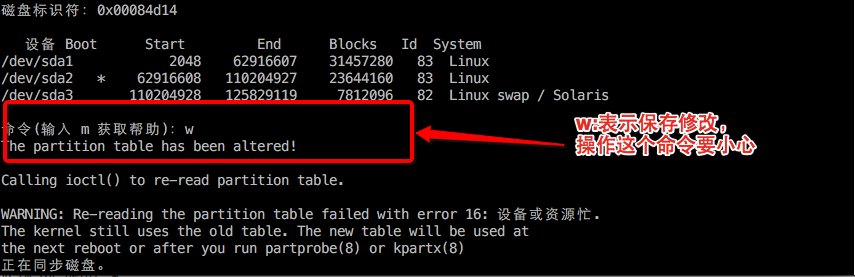 磁盘标识符：0x00084d14
设备 Boot Start End Blocks Id System
/dev/sda1 2048 62916607 31457280 83 Linux
/dev/sda2 * 62916608 110204927 23644160 83 Linux
/dev/sda3 110204928 125829119 7812096 82 Linux swap / Solaris
命令(输入 m 获取帮助)：w
The partition table has been altered!
w:表示保存修改，
操作这个命令要小心
Calling ioctl() to re-read partition table.
WARNING: Re-reading the partition table failed with error 16: 设备或资源忙.
The kernel still uses the old table. The new table will be used at
the next reboot or after you run partprobe(8) or kpartx(8)
正在同步磁盘。